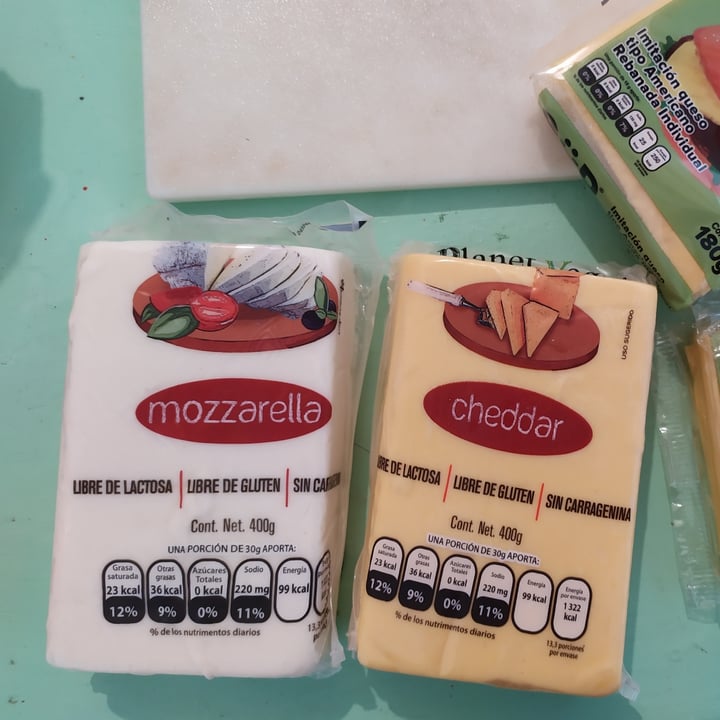 Imitación queso
tipo Americano
Rebanada Individual
180g
mozzarella
LIBRE DE LACTOSA | LIBRE DE GLUTEN | SIN
Cont. Net. 400g
UNA PORCIÓN DE 30g APORTA:
Grasa saturada 23 kcal 12%
Otras grasas 36 kcal 9%
Azúcares Totales 0 kcal 0%
Sodio 220 mg 11%
Energía 99 kcal
% de los nutrimentos diarios
USO SUGERIDO
cheddar
DE LACTOSA | LIBRE DE GLUTEN | SIN CARRAGENINA
Cont. Net. 400g
UNA PORCIÓN DE 30g APORTA:
Grasa saturada 23 kcal 12%
Otras grasas 36 kcal 9%
Azúcares Totales 0 kcal 0%
Sodio 220 mg 11%
Energía 99 kcal
Energía por envase 1 322 kcal
% de los nutrimentos diarios
13,3 porciones
por envase